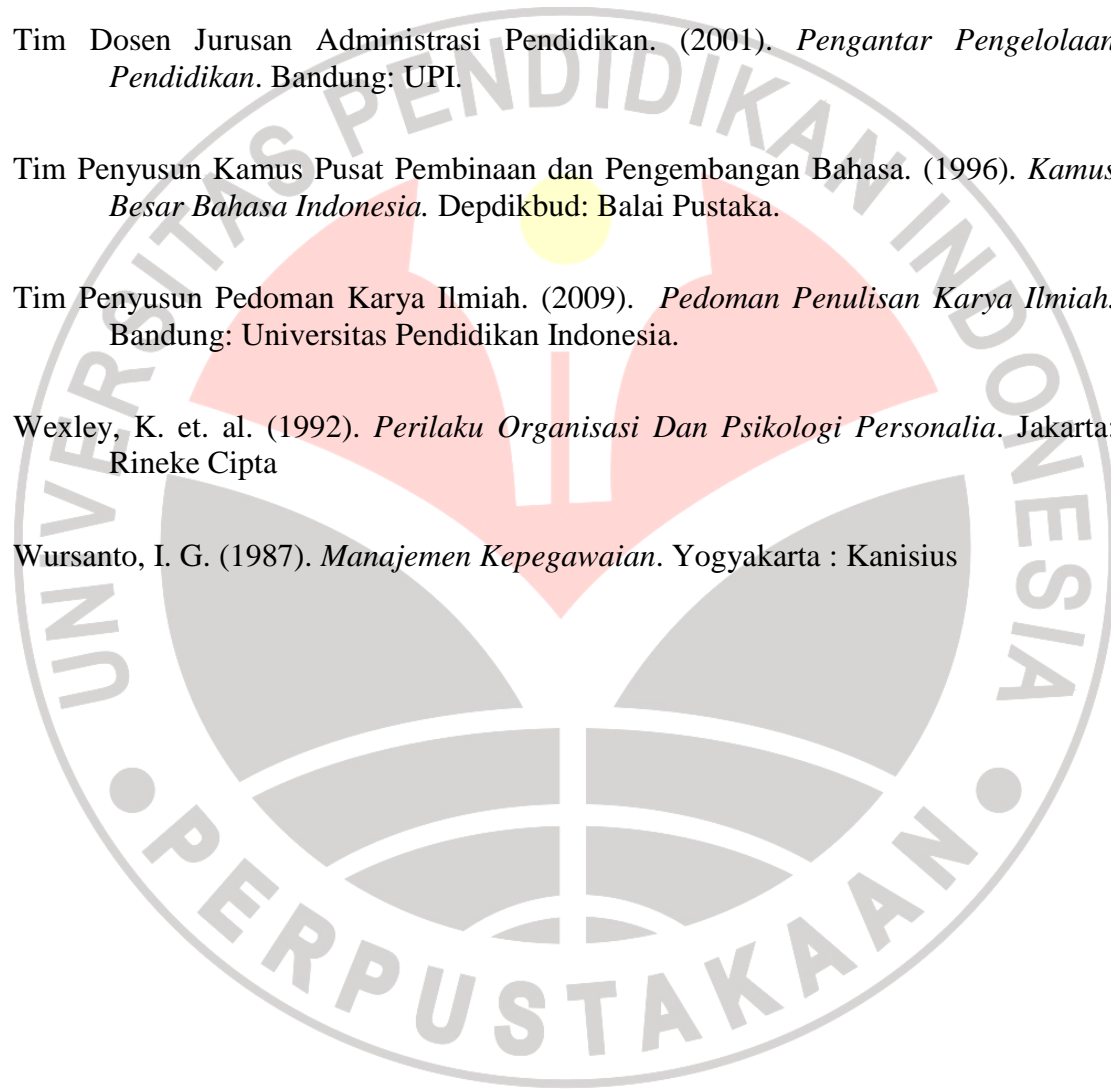 Tim Dosen Jurusan Administrasi Pendidikan. (2001). Pengantar Pengelolaan
Pendidikan. Bandung: UPI.
Tim Penyusun Kamus Pusat Pembinaan dan Pengembangan Bahasa. (1996). Kamus
Besar Bahasa Indonesia. Depdikbud: Balai Pustaka.
Tim Penyusun Pedoman Karya Ilmiah. (2009). Pedoman Penulisan Karya Ilmiah.
Bandung: Universitas Pendidikan Indonesia.
Wexley, K. et. al. (1992). Perilaku Organisasi Dan Psikologi Personalia. Jakarta:
Rineke Cipta
Wursanto, I. G. (1987). Manajemen Kepegawaian. Yogyakarta : Kanisius
UNIVERSITAS PENDIDIKAN INDONESIA
PERPUSTAKAAN